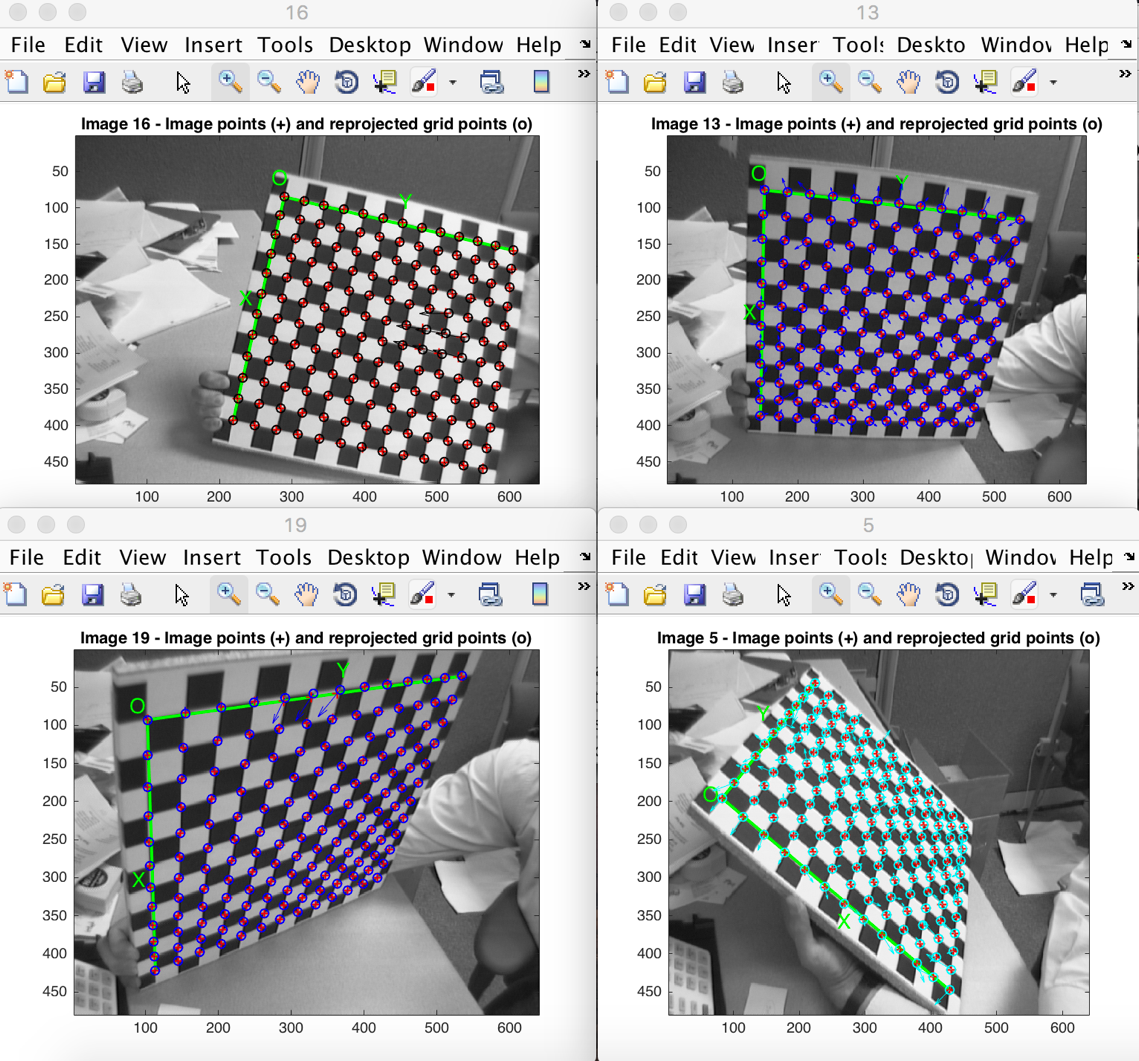 16
File Edit View Insert Tools Desktop Window Help
Image 16 - Image points (+) and reprojected grid points (o)
O
Y
X
50
100
150
200
250
300
350
400
450
100 200 300 400 500 600
13
File Edit View Inser Tools Deskto Window Help
Image 13 - Image points (+) and reprojected grid points (o)
O
Y
X
50
100
150
200
250
300
350
400
450
100 200 300 400 500 600
19
File Edit View Insert Tools Desktop Window Help
Image 19 - Image points (+) and reprojected grid points (o)
Y
O
X
50
100
150
200
250
300
350
400
450
100 200 300 400 500 600
5
File Edit View Inser Tools Desktop Window Help
Image 5 - Image points (+) and reprojected grid points (o)
Y
O
X
50
100
150
200
250
300
350
400
450
100 200 300 400 500 600